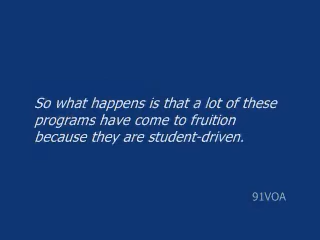 So what happens is that a lot of these
programs have come to fruition
because they are student-driven.
91VOA